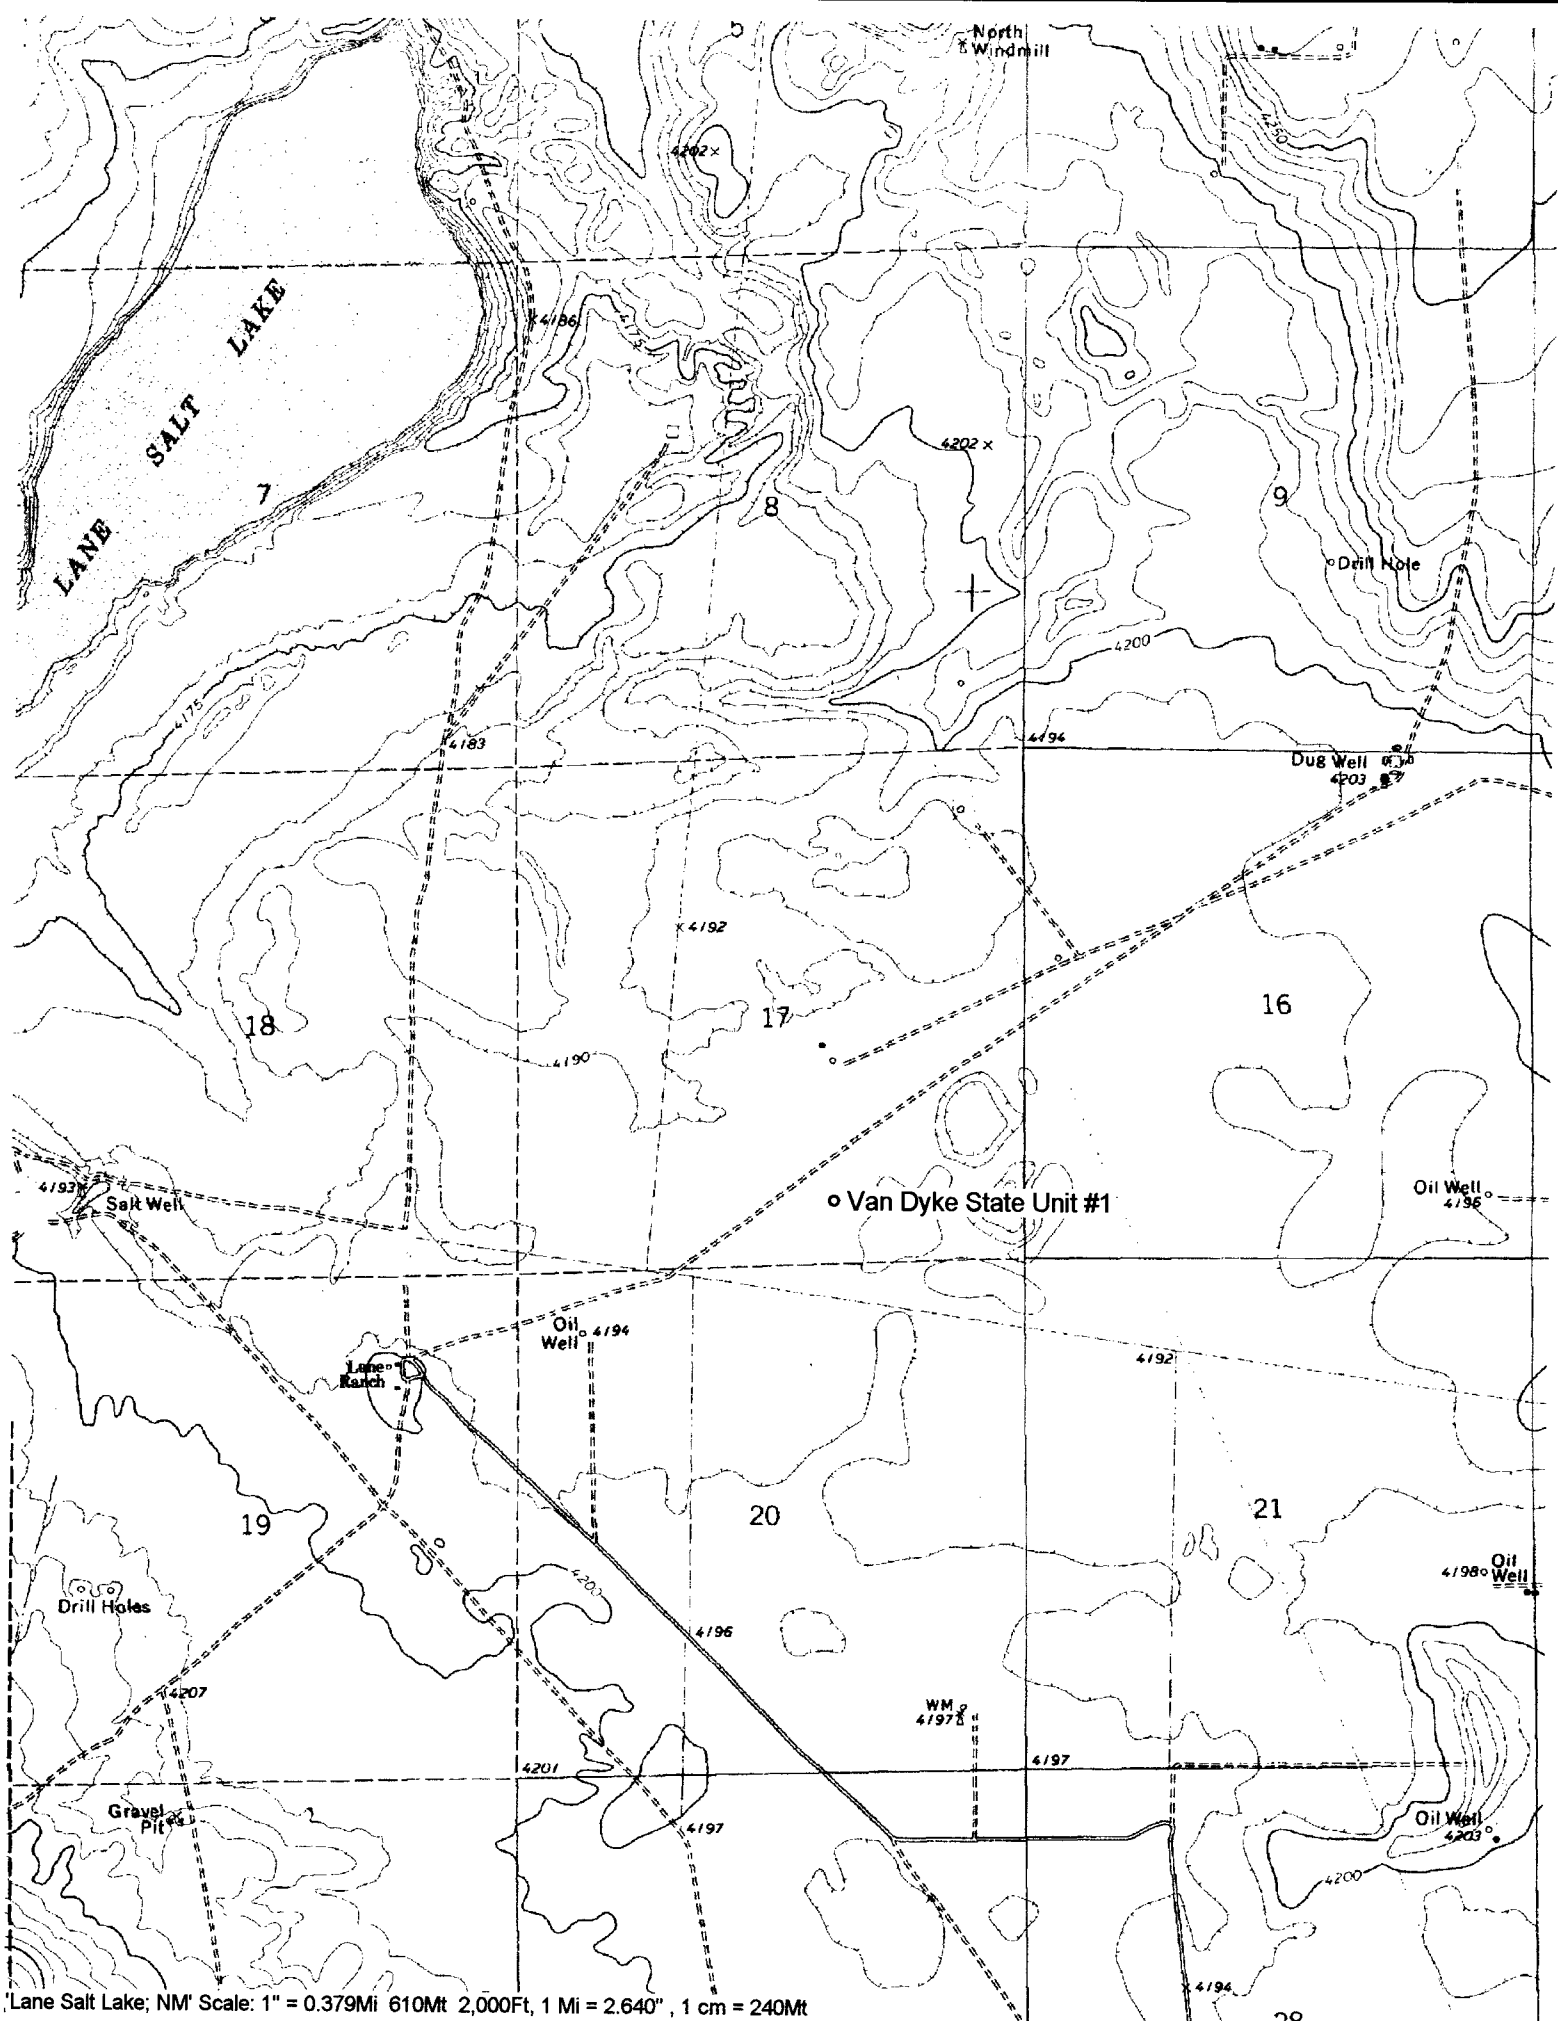 5
North
Windmill
4250
4202
LANE SALT LAKE
4186
4175
4202
7
8
9
Drill Hole
4200
4175
4183
4194
Dug Well
4203
4192
18
17
16
4190
4193
Salt Well
Van Dyke State Unit #1
Oil Well
4196
Oil
Well
4194
4192
Lane
Ranch
19
20
21
4198
Oil
Well
Drill Holes
4200
4196
4207
WM
4197
4201
4197
Gravel
Pit
4197
Oil Well
4203
4200
4194
28
'Lane Salt Lake; NM' Scale: 1" = 0.379Mi 610Mt 2,000Ft, 1 Mi = 2.640" , 1 cm = 240Mt